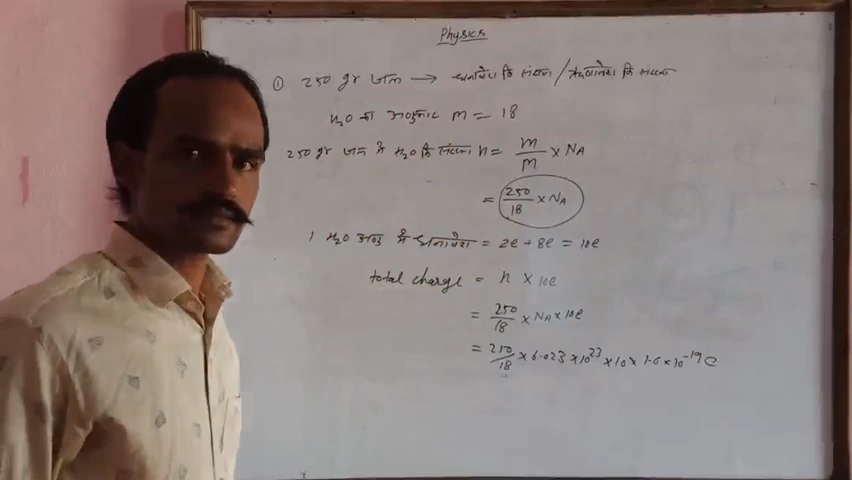 Physics
① 250 gr जल → धनावेश कि संख्या / ऋणावेश कि संख्या
H₂O का अणुभार m = 18
250 gr जल में H₂O कि संख्या n = m/m × NA
= 250/18 × NA
1 H₂O अणु में धनावेश = 2e + 8e = 10e
total charge = n × 10e
= 250/18 × NA × 10e
= 250/18 × 6.023 × 10²³ × 10 × 1.6 × 10⁻¹⁹ C